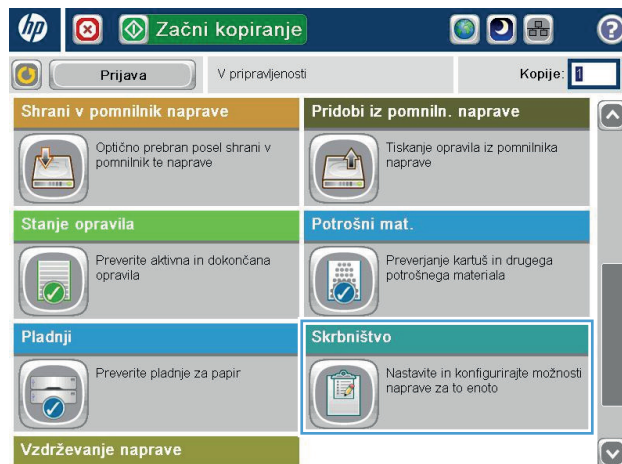 hp
Začni kopiranje
?
Prijava
V pripravljenosti
Kopije: 1
Shrani v pomnilnik naprave
Optično prebran posel shrani v
pomnilnik te naprave
Pridobi iz pomniln. naprave
Tiskanje opravila iz pomnilnika
naprave
Stanje opravila
Preverite aktivna in dokončana
opravila
Potrošni mat.
Preverjanje kartuš in drugega
potrošnega materiala
Pladnji
Preverite pladnje za papir
Skrbništvo
Nastavite in konfigurirajte možnosti
naprave za to enoto
Vzdrževanje naprave